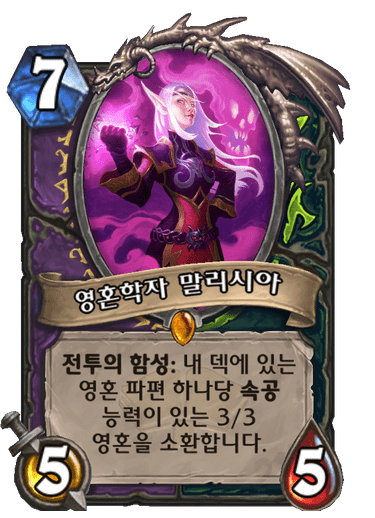 7
영혼학자 말리시아
전투의 함성: 내 덱에 있는
영혼 파편 하나당 속공
능력이 있는 3/3
영혼을 소환합니다.
5
5